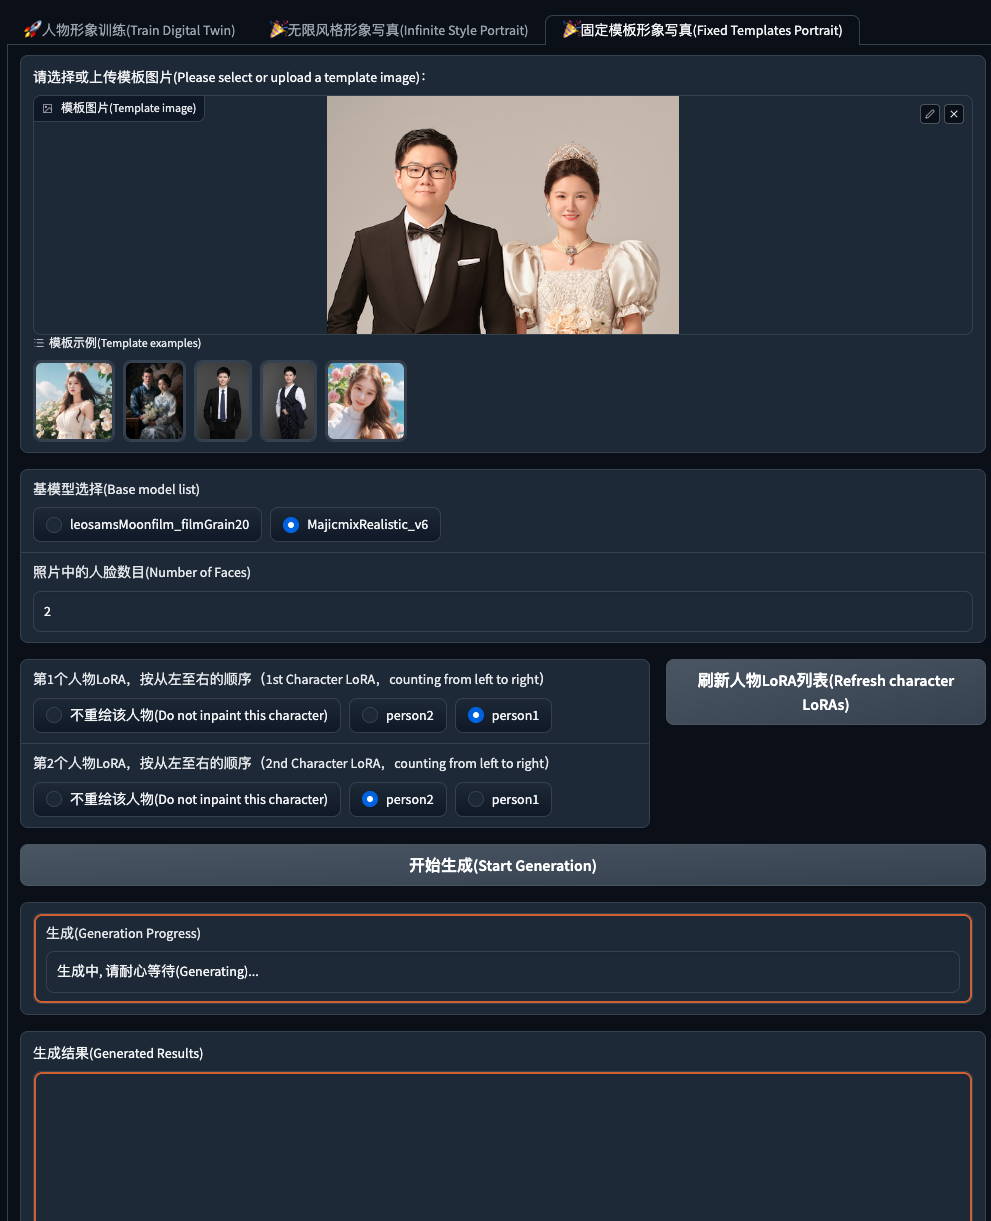 🚀人物形象训练(Train Digital Twin)
🎉无限风格形象写真(Infinite Style Portrait)
🎉固定模板形象写真(Fixed Templates Portrait)
请选择或上传模板图片(Please select or upload a template image)：
模板图片(Template image)
模板示例(Template examples)
基模型选择(Base model list)
leosamsMoonfilm_filmGrain20
MajicmixRealistic_v6
照片中的人脸数目(Number of Faces)
2
第1个人物LoRA，按从左至右的顺序（1st Character LoRA，counting from left to right）
不重绘该人物(Do not inpaint this character)
person2
person1
第2个人物LoRA，按从左至右的顺序（2nd Character LoRA，counting from left to right）
不重绘该人物(Do not inpaint this character)
person2
person1
刷新人物LoRA列表(Refresh character
LoRAs)
开始生成(Start Generation)
生成(Generation Progress)
生成中, 请耐心等待(Generating)...
生成结果(Generated Results)